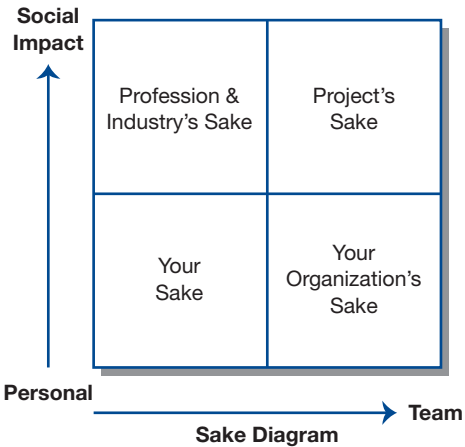 Social
Impact
Profession &
Industry’s Sake
Project’s
Sake
Your
Sake
Your
Organization’s
Sake
Personal
Team
Sake Diagram